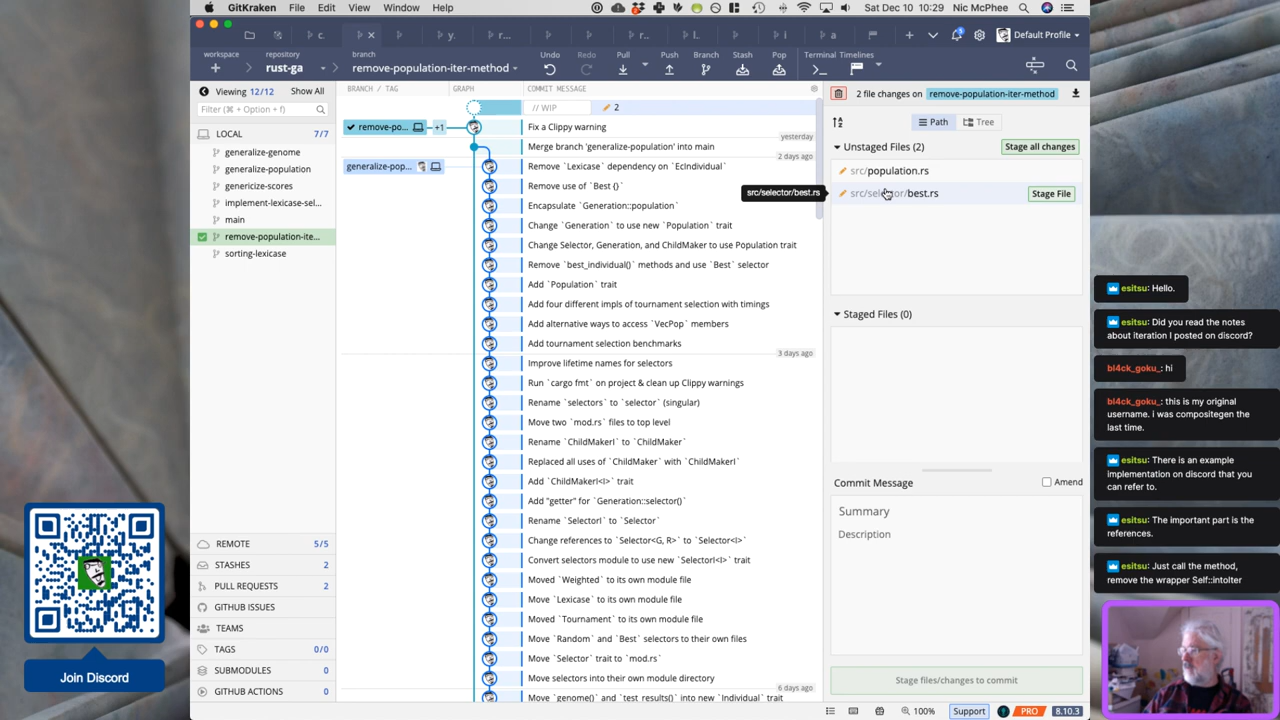 GitKraken File Edit View Window Help
Sat Dec 10 10:29 Nic McPhee
c. y. r... r.. l. i a Default Profile
workspace repository branch
rust-ga remove-population-iter-method
Undo Redo Pull Push Branch Stash Pop Terminal Timelines
Viewing 12/12 Show All
Filter (⌘ + Option + f)
LOCAL 7/7
generalize-genome
generalize-population
genericize-scores
implement-lexicase-sel...
main
remove-population-ite...
sorting-lexicase
REMOTE 5/5
STASHES 2
PULL REQUESTS 2
GITHUB ISSUES
TEAMS
TAGS 0/0
SUBMODULES 0
GITHUB ACTIONS 0
BRANCH / TAG GRAPH COMMIT MESSAGE
// WIP 2
remove-po... +1 Fix a Clippy warning
yesterday
Merge branch 'generalize-population' into main
2 days ago
generalize-pop... Remove `Lexicase` dependency on `EcIndividual`
Remove use of `Best {}`
Encapsulate `Generation::population`
Change `Generation` to use new `Population` trait
Change Selector, Generation, and ChildMaker to use Population trait
Remove `best_individual()` methods and use `Best` selector
Add `Population` trait
Add four different impls of tournament selection with timings
Add alternative ways to access `VecPop` members
Add tournament selection benchmarks
3 days ago
Improve lifetime names for selectors
Run `cargo fmt` on project & clean up Clippy warnings
Rename `selectors` to `selector` (singular)
Move two `mod.rs` files to top level
Rename `ChildMakerI` to `ChildMaker`
Replaced all uses of `ChildMaker` with `ChildMakerI`
Add `ChildMakerI<I>` trait
Add "getter" for `Generation::selector()`
Rename `SelectorI` to `Selector`
Change references to `Selector<G, R>` to `Selector<I>`
Convert selectors module to use new `SelectorI<I>` trait
Moved `Weighted` to its own module file
Move `Lexicase` to its own module file
Moved `Tournament` to its own module file
Move `Random` and `Best` selectors to their own files
Move `Selector` trait to `mod.rs`
Move selectors into their own module directory
6 days ago
Move `genome()` and `test_results()` into new `Individual` trait
2 file changes on remove-population-iter-method
Path Tree
Unstaged Files (2) Stage all changes
src/population.rs
src/selector/best.rs
src/selector/best.rs Stage File
Staged Files (0)
Commit Message Amend
Summary
Description
Stage files/changes to commit
100% Support PRO 8.10.3
esitsu: Hello.
esitsu: Did you read the notes
about iteration I posted on discord?
bl4ck_goku_: hi
bl4ck_goku_: this is my original
username. i was compositegen the
last time.
esitsu: There is an example
implementation on discord that you
can refer to.
esitsu: The important part is the
references.
esitsu: Just call the method,
remove the wrapper Self::intoIter
Join Discord